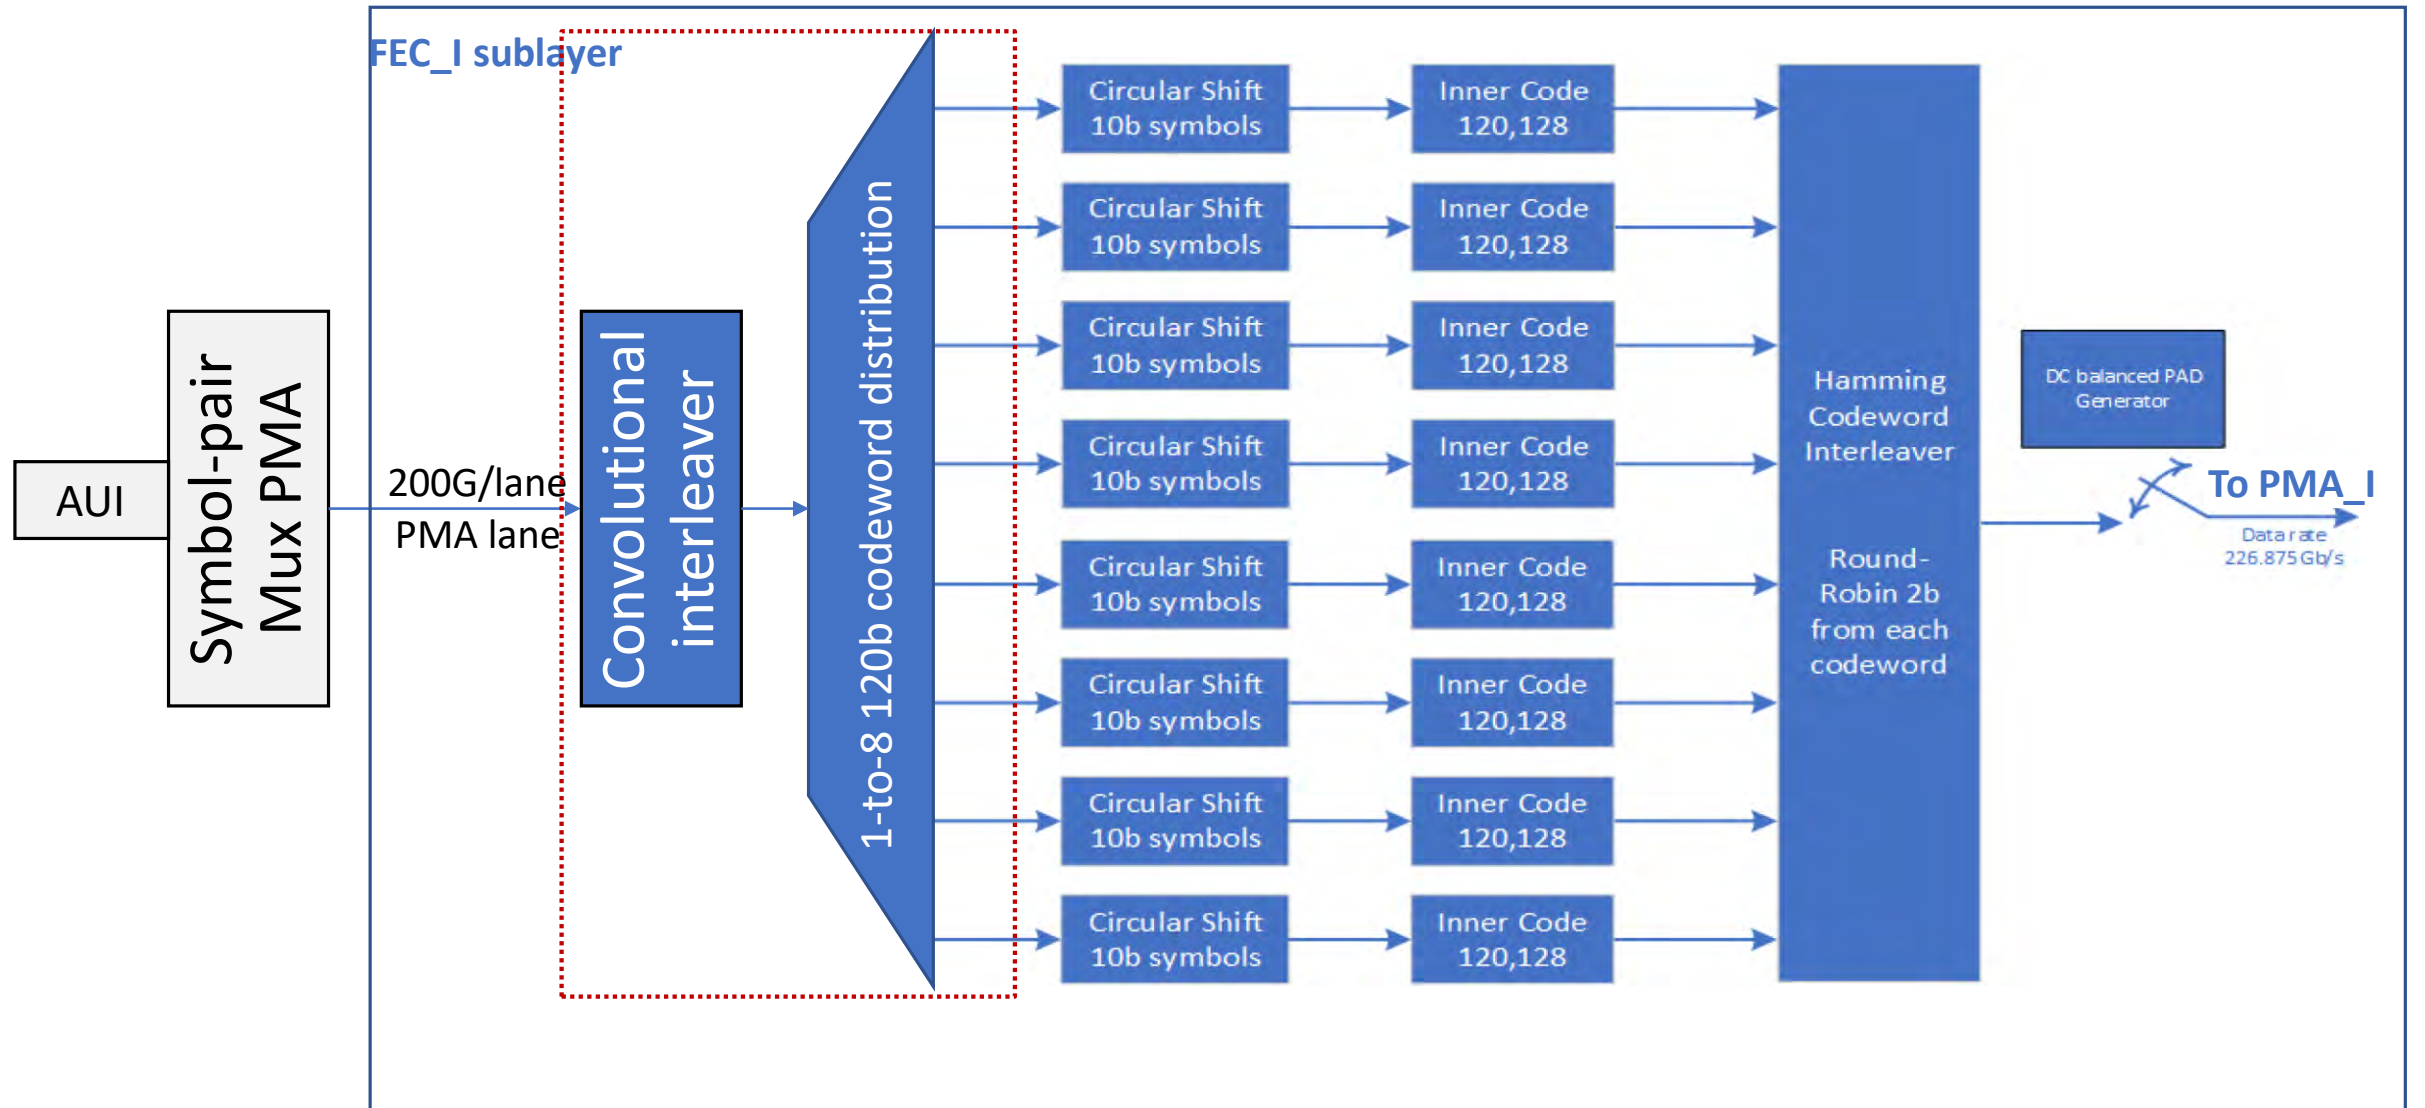 FEC_I sublayer
AUI
Symbol-pair
Mux PMA
200G/lane
PMA lane
Convolutional
interleaver
1-to-8 120b codeword distribution
Circular Shift
10b symbols
Inner Code
120,128
Circular Shift
10b symbols
Inner Code
120,128
Circular Shift
10b symbols
Inner Code
120,128
Circular Shift
10b symbols
Inner Code
120,128
Circular Shift
10b symbols
Inner Code
120,128
Circular Shift
10b symbols
Inner Code
120,128
Circular Shift
10b symbols
Inner Code
120,128
Circular Shift
10b symbols
Inner Code
120,128
Hamming
Codeword
Interleaver
Round-
Robin 2b
from each
codeword
DC balanced PAD
Generator
To PMA_I
Data rate
226.875 Gb/s